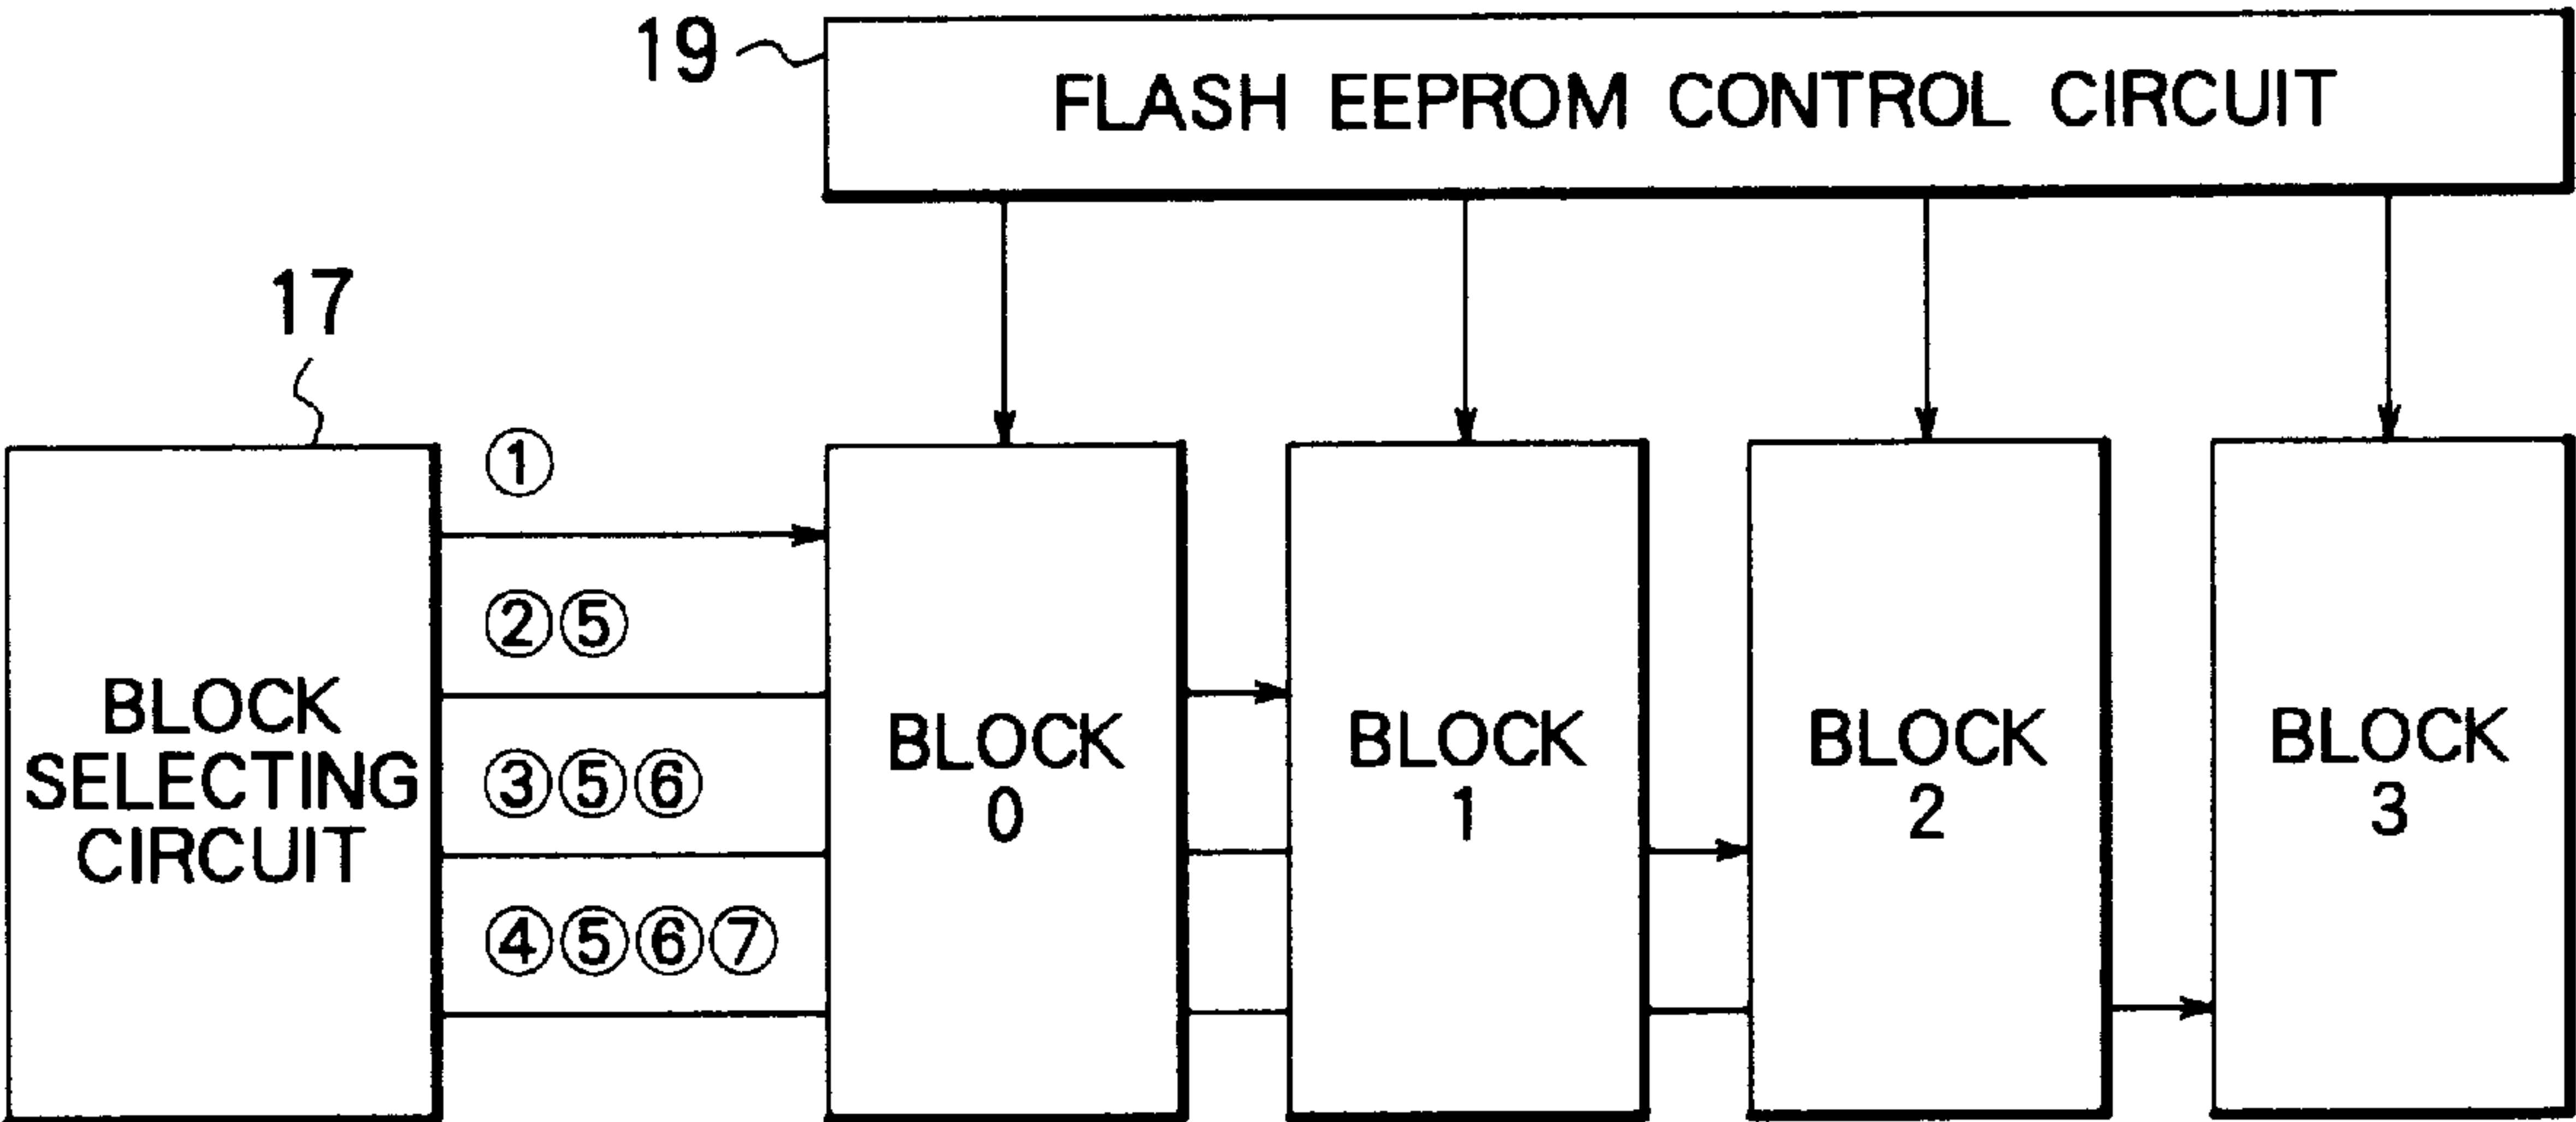 19
FLASH EEPROM CONTROL CIRCUIT
17
①
②⑤
③⑤⑥
④⑤⑥⑦
BLOCK
SELECTING
CIRCUIT
BLOCK
0
BLOCK
1
BLOCK
2
BLOCK
3